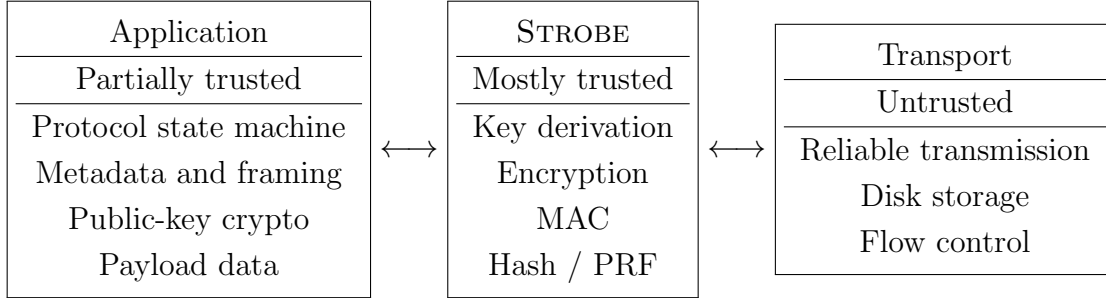 Application
Partially trusted
Protocol state machine
Metadata and framing
Public-key crypto
Payload data
STROBE
Mostly trusted
Key derivation
Encryption
MAC
Hash / PRF
Transport
Untrusted
Reliable transmission
Disk storage
Flow control